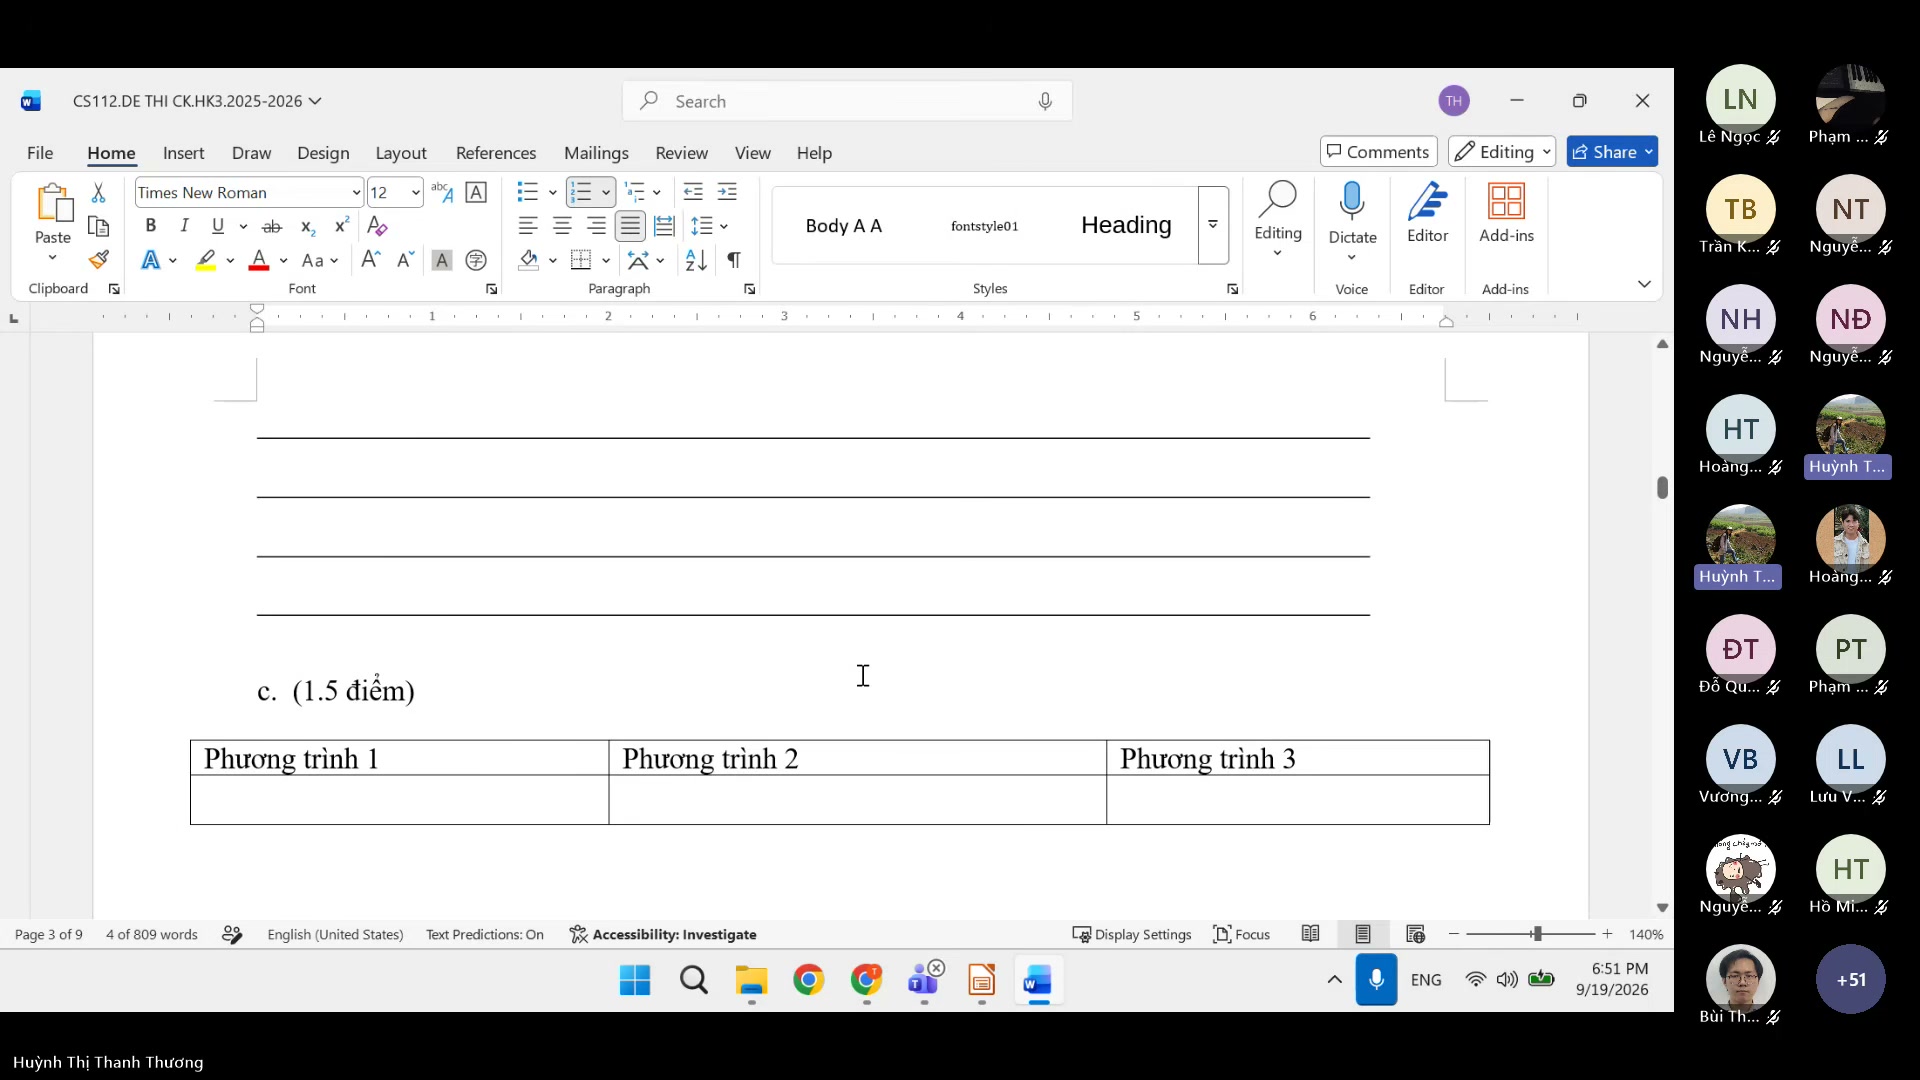 CS112.DE THI CK.HK3.2025-2026
Search
TH
File Home Insert Draw Design Layout References Mailings Review View Help
Comments Editing Share
Paste
Times New Roman 12
Body A A
fontstyle01
Heading
Editing
Dictate
Editor
Add-ins
Clipboard Font Paragraph Styles Voice Editor Add-ins
1 2 3 4 5 6
c. (1.5 điểm)
Phương trình 1 Phương trình 2 Phương trình 3
Page 3 of 9 4 of 809 words English (United States) Text Predictions: On Accessibility: Investigate Display Settings Focus 140%
ENG
6:51 PM
9/19/2026
LN
Lê Ngọc Phạm ...
TB NT
Trần K... Nguyễ...
NH NĐ
Nguyễ... Nguyễ...
HT
Hoàng... Huỳnh T...
Huỳnh T... Hoàng...
ĐT PT
Đỗ Qu... Phạm ...
VB LL
Vương... Lưu V...
HT
Nguyễ... Hồ Mi...
+51
Bùi Th...
Huỳnh Thị Thanh Thương